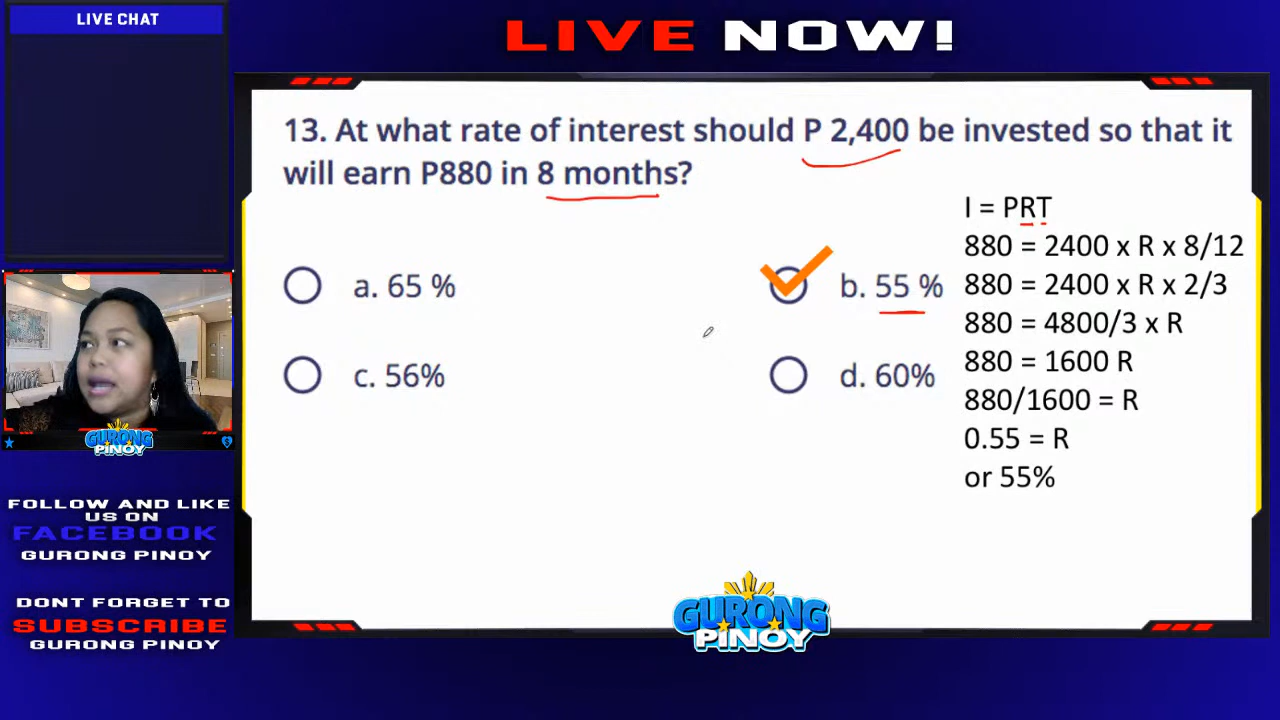 LIVE CHAT
LIVE NOW!
13. At what rate of interest should P 2,400 be invested so that it
will earn P880 in 8 months?
a. 65 %
b. 55 %
c. 56%
d. 60%
I = PRT
880 = 2400 x R x 8/12
880 = 2400 x R x 2/3
880 = 4800/3 x R
880 = 1600 R
880/1600 = R
0.55 = R
or 55%
GURONG
PINOY
FOLLOW AND LIKE
US ON
FACEBOOK
GURONG PINOY
DONT FORGET TO
SUBSCRIBE
GURONG PINOY
GURONG
PINOY